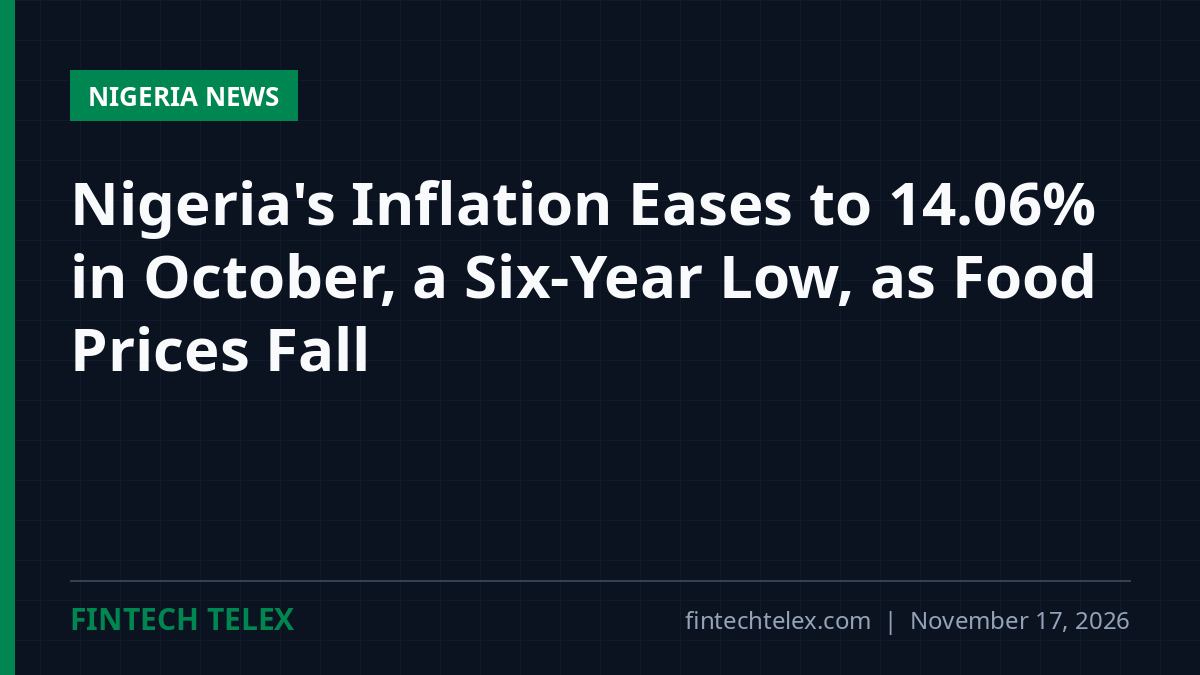 NIGERIA NEWS
Nigeria's Inflation Eases to 14.06%
in October, a Six-Year Low, as Food
Prices Fall
FINTECH TELEX
fintechtelex.com | November 17, 2026